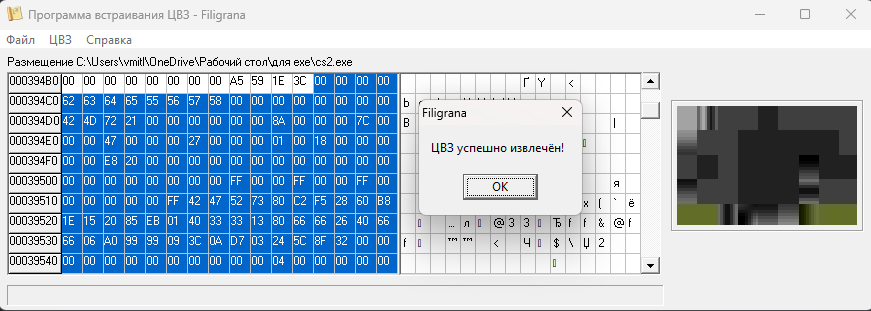 Программа встраивания ЦВЗ - Filigrana
Файл ЦВЗ Справка
Размещение C:\Users\vmitl\OneDrive\Рабочий стол\для exe\cs2.exe
000394B0 00 00 00 00 00 00 00 00 A5 59 1E 3C 00 00 00 00 Ґ Y <
000394C0 62 63 64 65 55 56 57 58 00 00 00 00 00 00 00 00 b
000394D0 42 4D 72 21 00 00 00 00 00 00 8A 00 00 00 7C 00 B |
000394E0 00 00 47 00 00 00 27 00 00 00 01 00 18 00 00 00
000394F0 00 00 E8 20 00 00 00 00 00 00 00 00 00 00 00 00
00039500 00 00 00 00 00 00 00 00 FF 00 00 FF 00 00 FF 00 я
00039510 00 00 00 00 00 FF 42 47 52 73 80 C2 F5 28 60 B8 x ( ` ё
00039520 1E 15 20 85 EB 01 40 33 33 13 80 66 66 26 40 66 … л @ 3 3 Ђ f f & @ f
00039530 66 06 A0 99 99 09 3C 0A D7 03 24 5C 8F 32 00 00 f ™ ™ < Ч $ \ Џ 2
00039540 00 00 00 00 00 00 00 00 00 00 04 00 00 00 00 00
Filigrana
ЦВЗ успешно извлечён!
OK